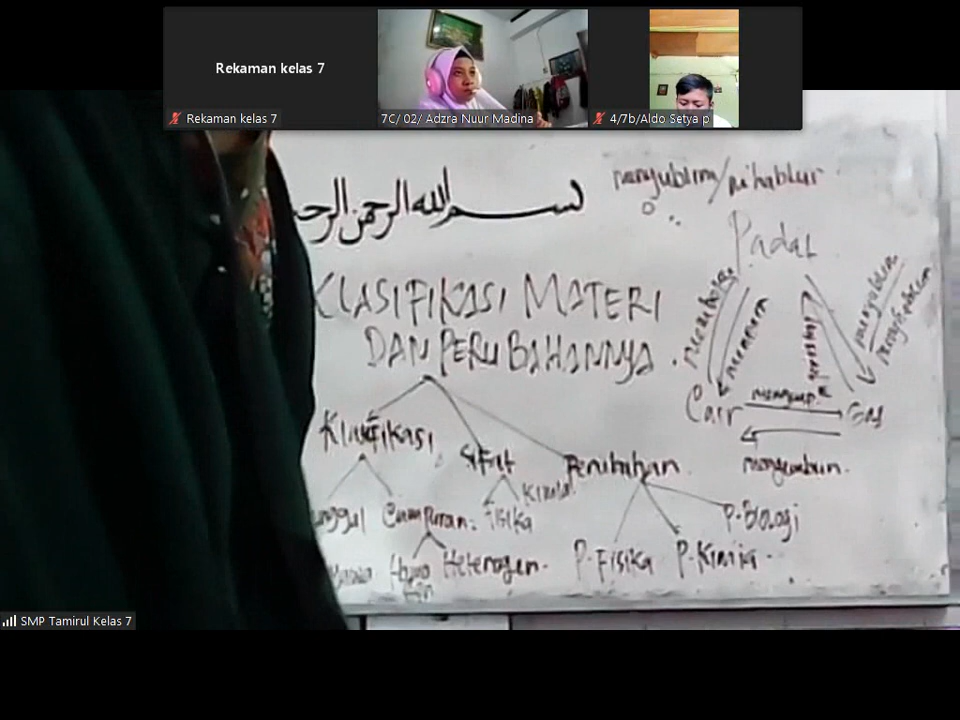 Rekaman kelas 7
Rekaman kelas 7
7C/ 02/ Adzra Nuur Madina
4/7b/Aldo Setya p
menyublim/
بسم الله الرحمن الرحيم
Padat
KLASIFIKASI MATERI
DAN PERUBAHANNYA.
membeku
mencair
menyublim
Cair
menguap
Gas
mengembun.
Klasifikasi
Sifat
Perubahan
Kimia
Campuran.
Fisika
P. Biologi
Homo
gen
Heterogen.
P. Fisika
P. Kimia
SMP Tamirul Kelas 7